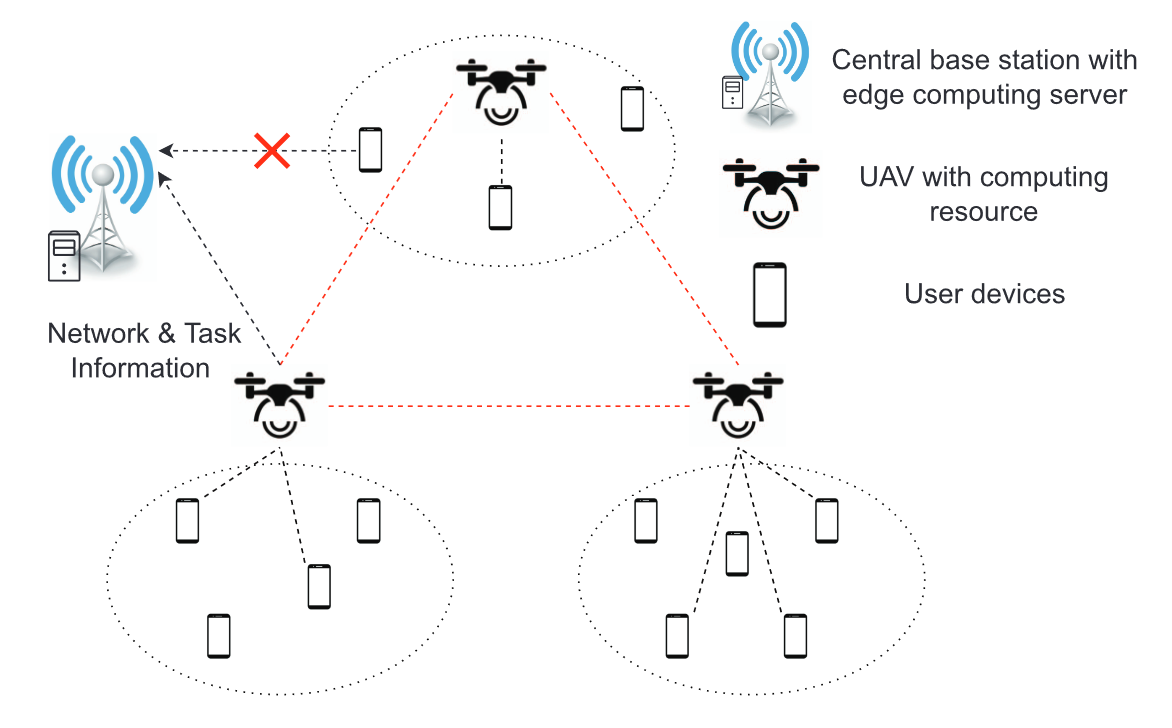 Central base station with
edge computing server
UAV with computing
resource
User devices
Network & Task
Information